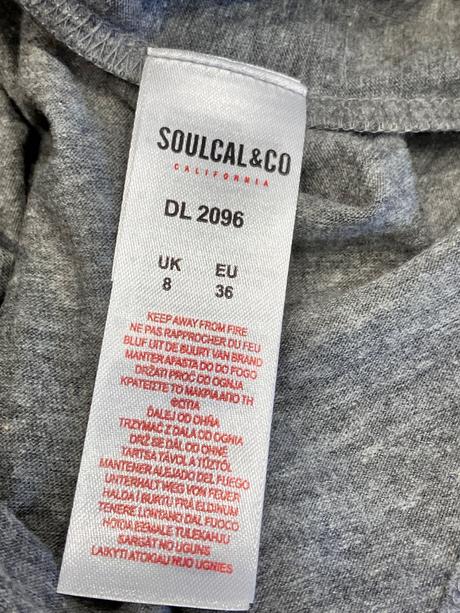 SOULCAL&CO
CALIFORNIA
DL 2096
UK EU
8 36
KEEP AWAY FROM FIRE
NE PAS RAPPROCHER DU FEU
BLIJF UIT DE BUURT VAN BRAND
MANTER AFASTA DO DO FOGO
DRŽATI PROČ OD OGNJA
ΚΡΑΤΕΙΣΤΕ ΤΟ ΜΑΚΡΙΑ ΑΠΟ ΤΗ
ΦΩΤΙΑ
ĎALEJ OD OHŇA
TRZYMAĆ Z DALA OD OGNIA
DRŽ SE DÁL OD OHNĚ
TARTSA TÁVOL A TŰZTŐL
MANTENER ALEJADO DEL FUEGO
UNTERHALT WEG VON FEUER
HALDA Í BURTU FRÁ ELDINUM
TENERE LONTANO DAL FUOCO
HOIDA EEMALE TULEKAHJU
SARGĀT NO UGUNS
LAIKYTI ATOKIAU NUO UGNIES